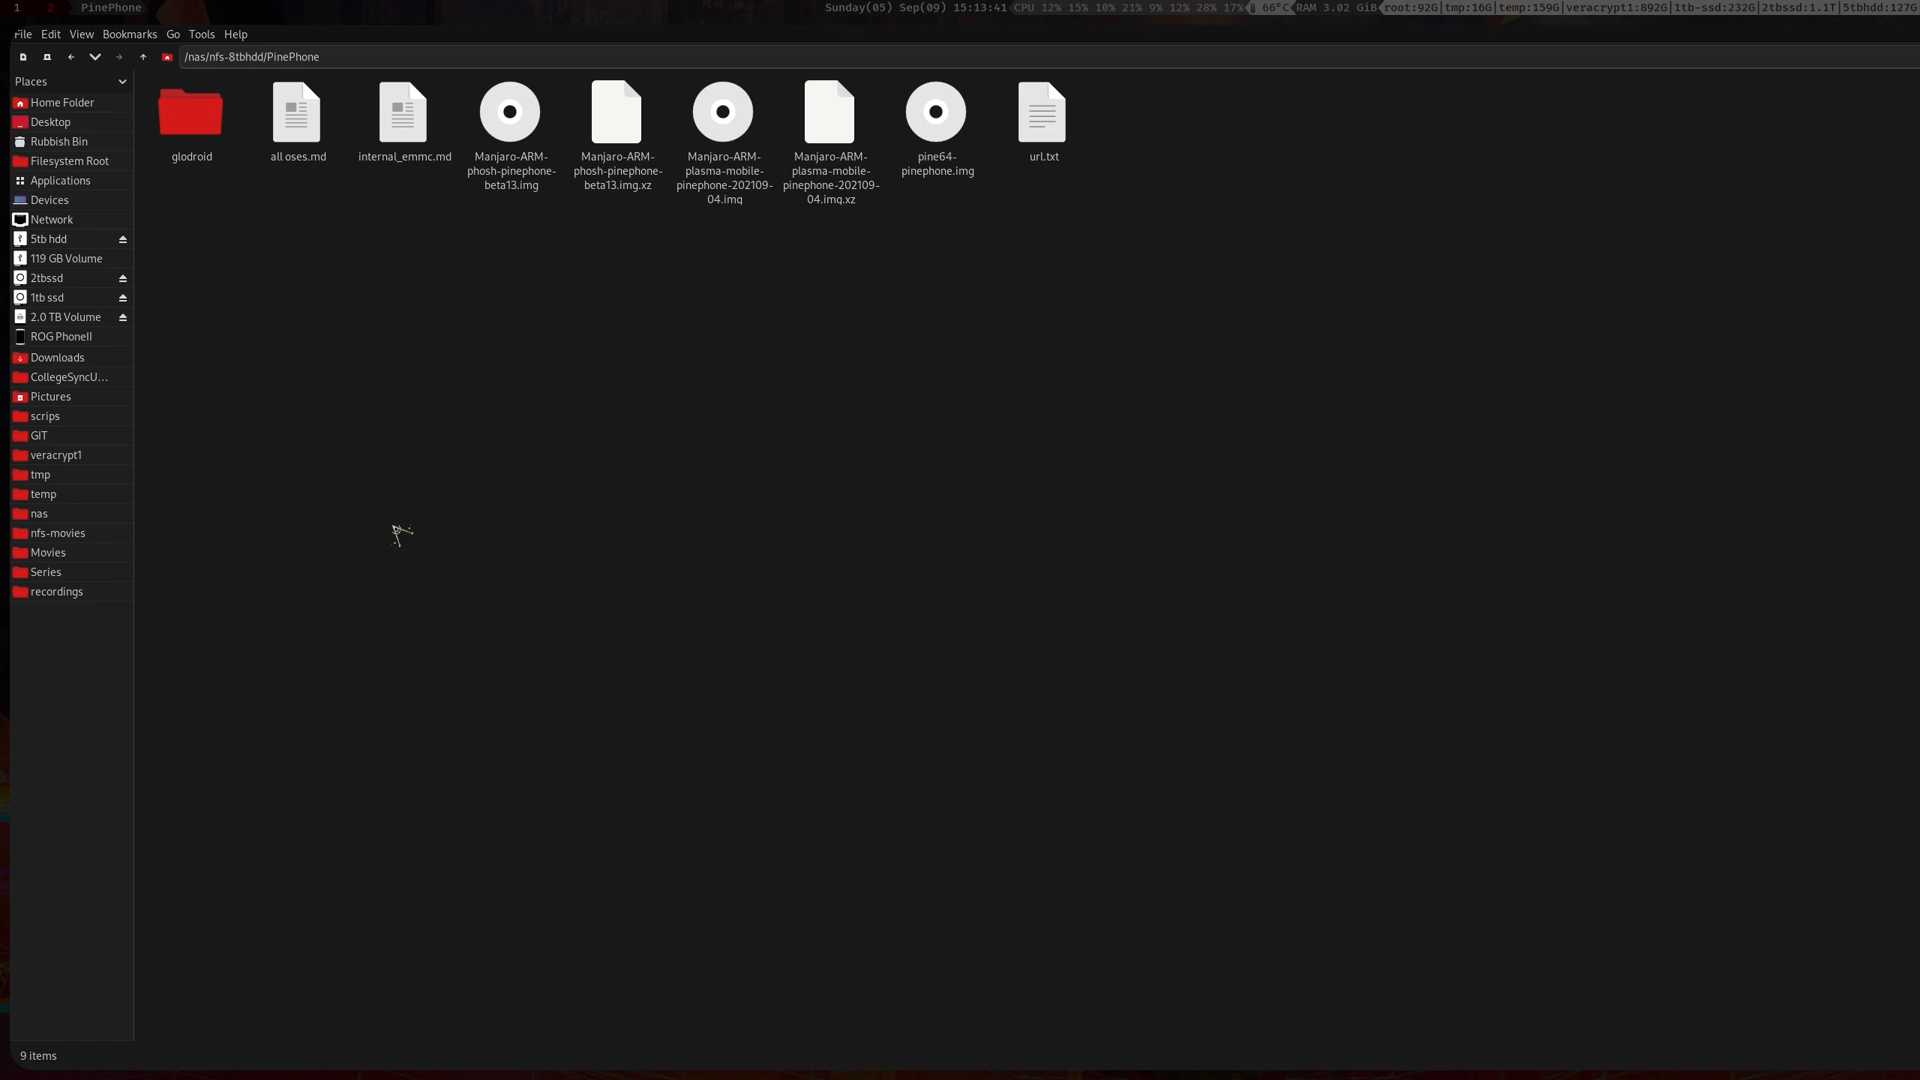 1 2 PinePhone Sunday(05) Sep(09) 15:13:41 CPU 12% 15% 10% 21% 9% 12% 28% 17% 66°C RAM 3.02 GiB root:92G|tmp:16G|temp:159G|veracrypt1:892G|1tb-ssd:232G|2tbssd:1.1T|5tbhdd:127G
File Edit View Bookmarks Go Tools Help
/nas/nfs-8tbhdd/PinePhone
Places
Home Folder
Desktop
Rubbish Bin
Filesystem Root
Applications
Devices
Network
5tb hdd
119 GB Volume
2tbssd
1tb ssd
2.0 TB Volume
ROG PhoneII
Downloads
CollegeSyncU...
Pictures
scrips
GIT
veracrypt1
tmp
temp
nas
nfs-movies
Movies
Series
recordings
glodroid
all oses.md
internal_emmc.md
Manjaro-ARM-
phosh-pinephone-
beta13.img
Manjaro-ARM-
phosh-pinephone-
beta13.img.xz
Manjaro-ARM-
plasma-mobile-
pinephone-202109-
04.img
Manjaro-ARM-
plasma-mobile-
pinephone-202109-
04.img.xz
pine64-
pinephone.img
url.txt
9 items